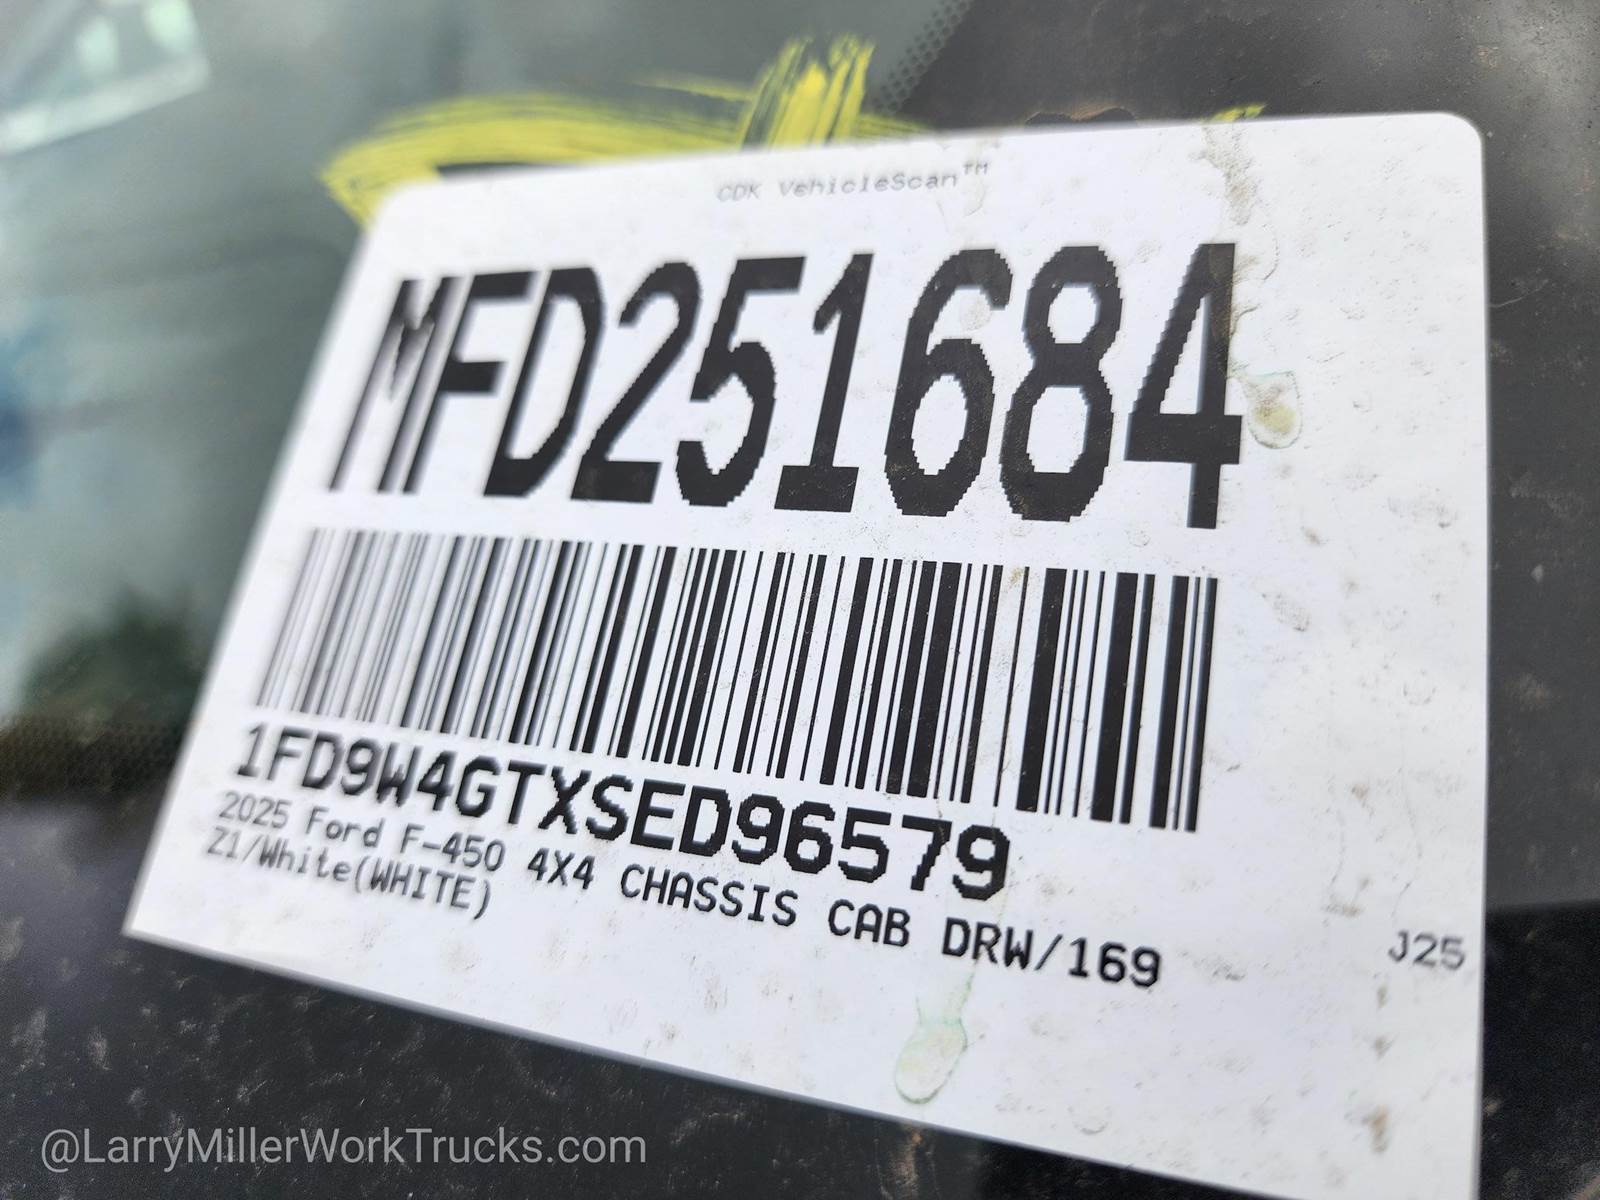 CDK VehicleScan™
MFD251684
1FD9W4GTXSED96579
2025 Ford F-450 4X4 CHASSIS CAB DRW/169
Z1/White(WHITE)
J25
@LarryMillerWorkTrucks.com